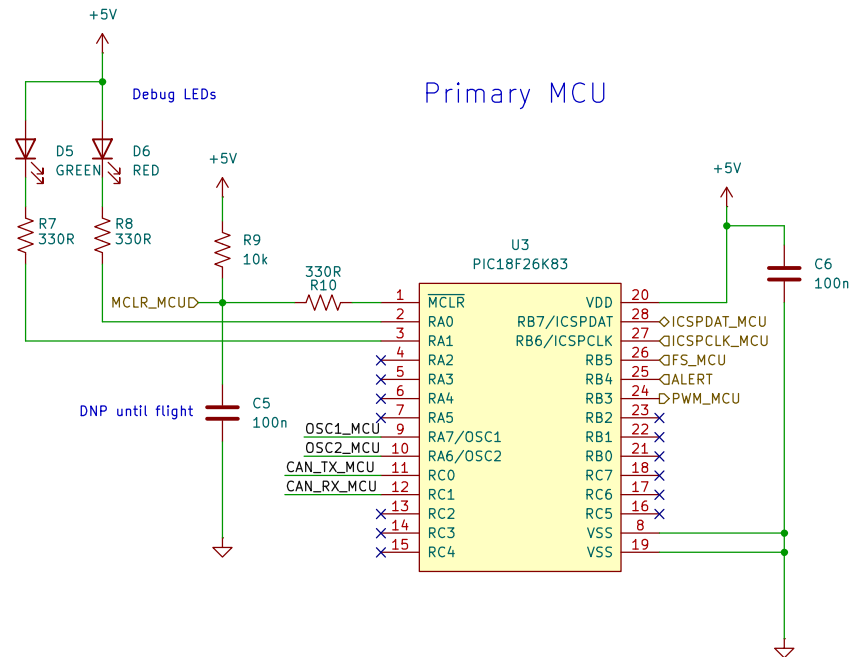 +5V
Debug LEDs
Primary MCU
D5
GREEN
D6
RED
+5V
+5V
R7
330R
R8
330R
R9
10k
U3
PIC18F26K83
C6
100n
330R
R10
MCLR_MCU
1 MCLR
2 RA0
3 RA1
4 RA2
5 RA3
6 RA4
7 RA5
OSC1_MCU 9 RA7/OSC1
OSC2_MCU 10 RA6/OSC2
CAN_TX_MCU 11 RC0
CAN_RX_MCU 12 RC1
13 RC2
14 RC3
15 RC4
VDD 20
RB7/ICSPDAT 28 ICSPDAT_MCU
RB6/ICSPCLK 27 ICSPCLK_MCU
RB5 26 FS_MCU
RB4 25 ALERT
RB3 24 PWM_MCU
RB2 23
RB1 22
RB0 21
RC7 18
RC6 17
RC5 16
VSS 8
VSS 19
DNP until flight
C5
100n